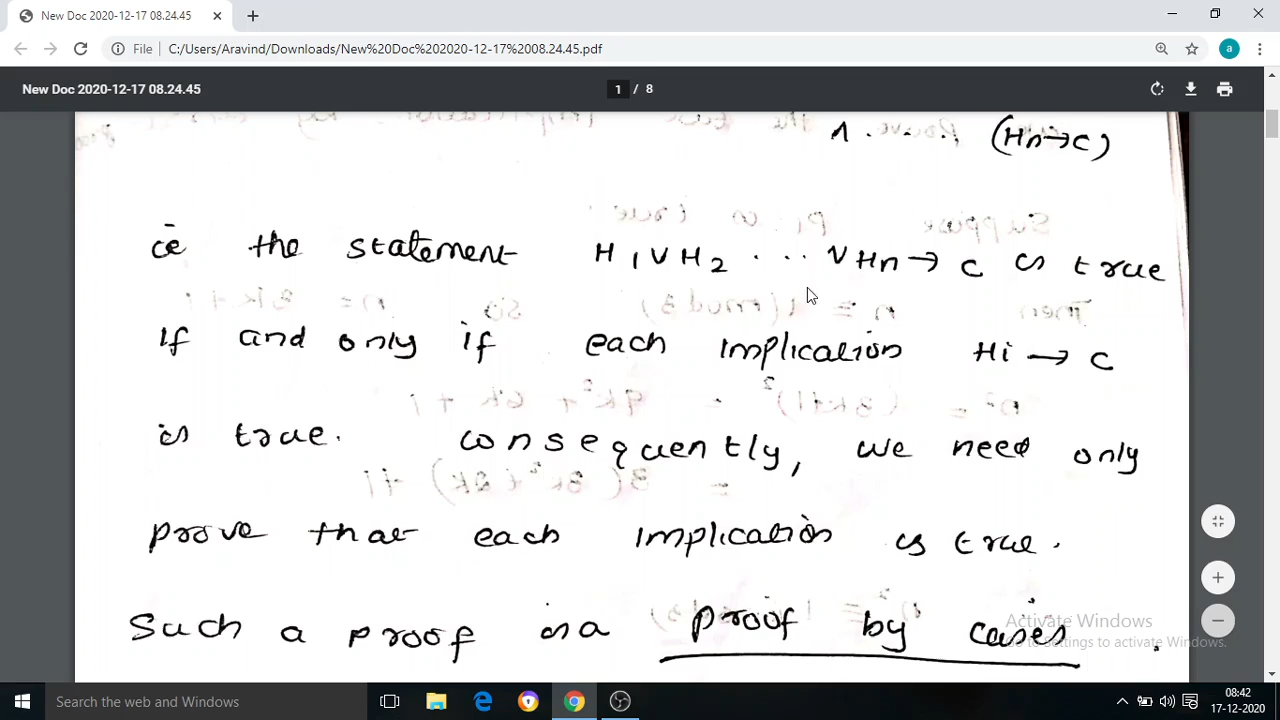 New Doc 2020-12-17 08.24.45
File C:/Users/Aravind/Downloads/New%20Doc%202020-12-17%2008.24.45.pdf
a
New Doc 2020-12-17 08.24.45
1 / 8
∧ . . . . . (Hn→C)
ie the statement H1 V H2 . . . V Hn → C is true
If and only if each implication Hi → C
is true. consequently, we need only
prove that each implication is true.
Such a proof is a proof by cases.
Activate Windows
Go to Settings to activate Windows.
Search the web and Windows
08:42
17-12-2020